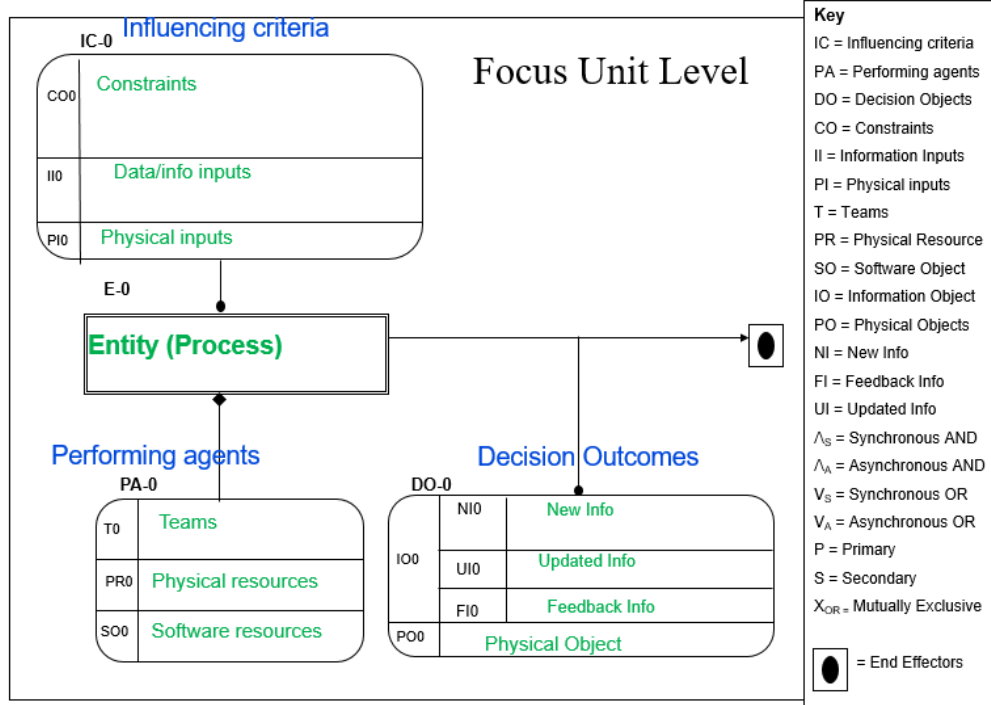 Influencing criteria
IC-0
Focus Unit Level
CO0 Constraints
II0 Data/info inputs
PI0 Physical inputs
E-0
Entity (Process)
Performing agents
PA-0
T0 Teams
PR0 Physical resources
SO0 Software resources
Decision Outcomes
DO-0
IO0
NI0 New Info
UI0 Updated Info
FI0 Feedback Info
PO0 Physical Object
Key
IC = Influencing criteria
PA = Performing agents
DO = Decision Objects
CO = Constraints
II = Information Inputs
PI = Physical inputs
T = Teams
PR = Physical Resource
SO = Software Object
IO = Information Object
PO = Physical Objects
NI = New Info
FI = Feedback Info
UI = Updated Info
ΛS = Synchronous AND
ΛA = Asynchronous AND
VS = Synchronous OR
VA = Asynchronous OR
P = Primary
S = Secondary
XOR = Mutually Exclusive
= End Effectors